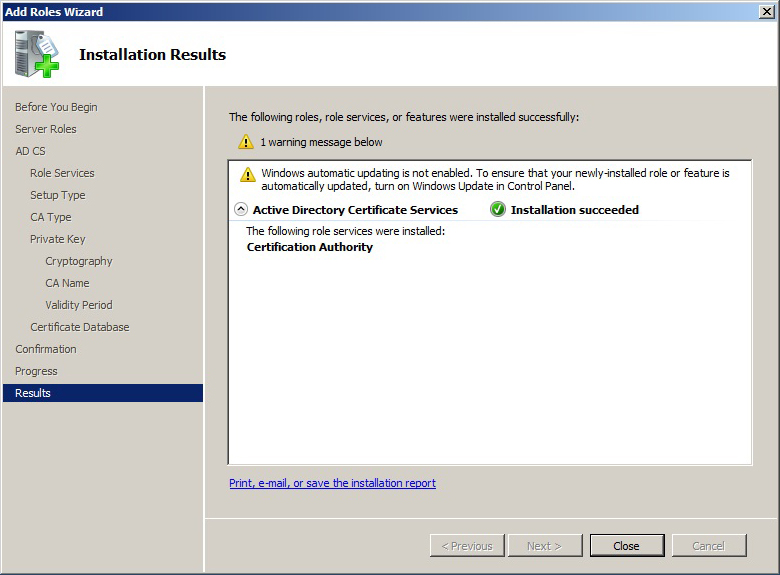 Add Roles Wizard
Installation Results
Before You Begin
Server Roles
AD CS
Role Services
Setup Type
CA Type
Private Key
Cryptography
CA Name
Validity Period
Certificate Database
Confirmation
Progress
Results
The following roles, role services, or features were installed successfully:
1 warning message below
Windows automatic updating is not enabled. To ensure that your newly-installed role or feature is
automatically updated, turn on Windows Update in Control Panel.
Active Directory Certificate Services Installation succeeded
The following role services were installed:
Certification Authority
Print, e-mail, or save the installation report
< Previous Next > Close Cancel